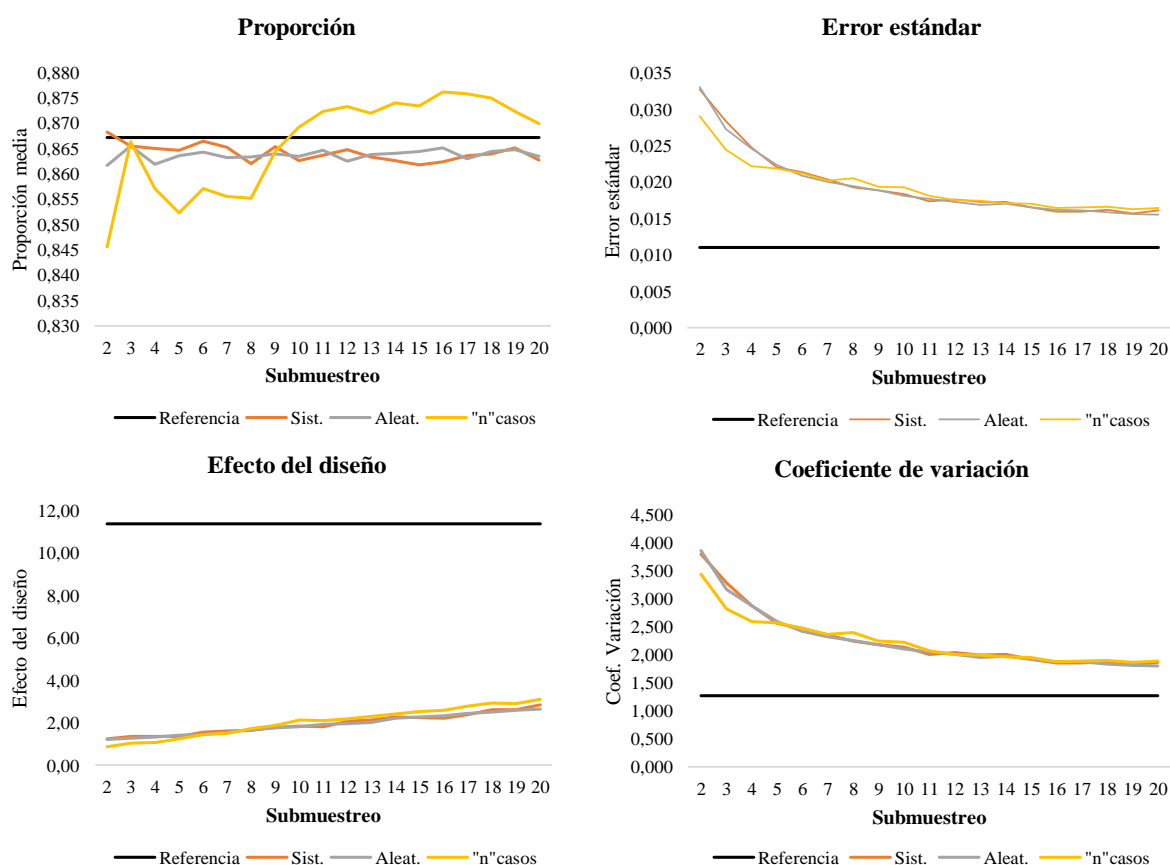 Proporción
Proporción media
0,880
0,875
0,870
0,865
0,860
0,855
0,850
0,845
0,840
0,835
0,830
2 3 4 5 6 7 8 9 10 11 12 13 14 15 16 17 18 19 20
Submuestreo
Referencia Sist. Aleat. "n"casos
Error estándar
Error estándar
0,035
0,030
0,025
0,020
0,015
0,010
0,005
0,000
2 3 4 5 6 7 8 9 10 11 12 13 14 15 16 17 18 19 20
Submuestreo
Referencia Sist. Aleat. "n"casos
Efecto del diseño
Efecto del diseño
12,00
10,00
8,00
6,00
4,00
2,00
0,00
2 3 4 5 6 7 8 9 10 11 12 13 14 15 16 17 18 19 20
Submuestreo
Referencia Sist. Aleat. "n"casos
Coeficiente de variación
Coef. Variación
4,500
4,000
3,500
3,000
2,500
2,000
1,500
1,000
0,500
0,000
2 3 4 5 6 7 8 9 10 11 12 13 14 15 16 17 18 19 20
Submuestreo
Referencia Sist. Aleat. "n"casos